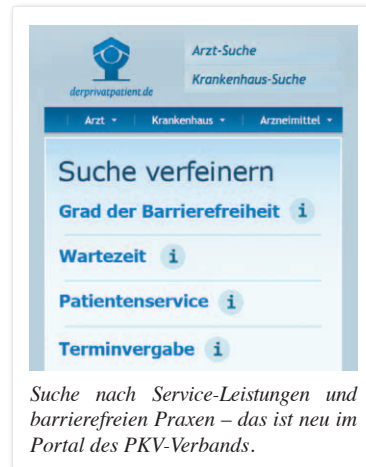 Arzt-Suche
Krankenhaus-Suche
derprivatpatient.de
Arzt
Krankenhaus
Arzneimittel
Suche verfeinern
Grad der Barrierefreiheit i
Wartezeit i
Patientenservice i
Terminvergabe i
Suche nach Service-Leistungen und
barrierefreien Praxen – das ist neu im
Portal des PKV-Verbands.